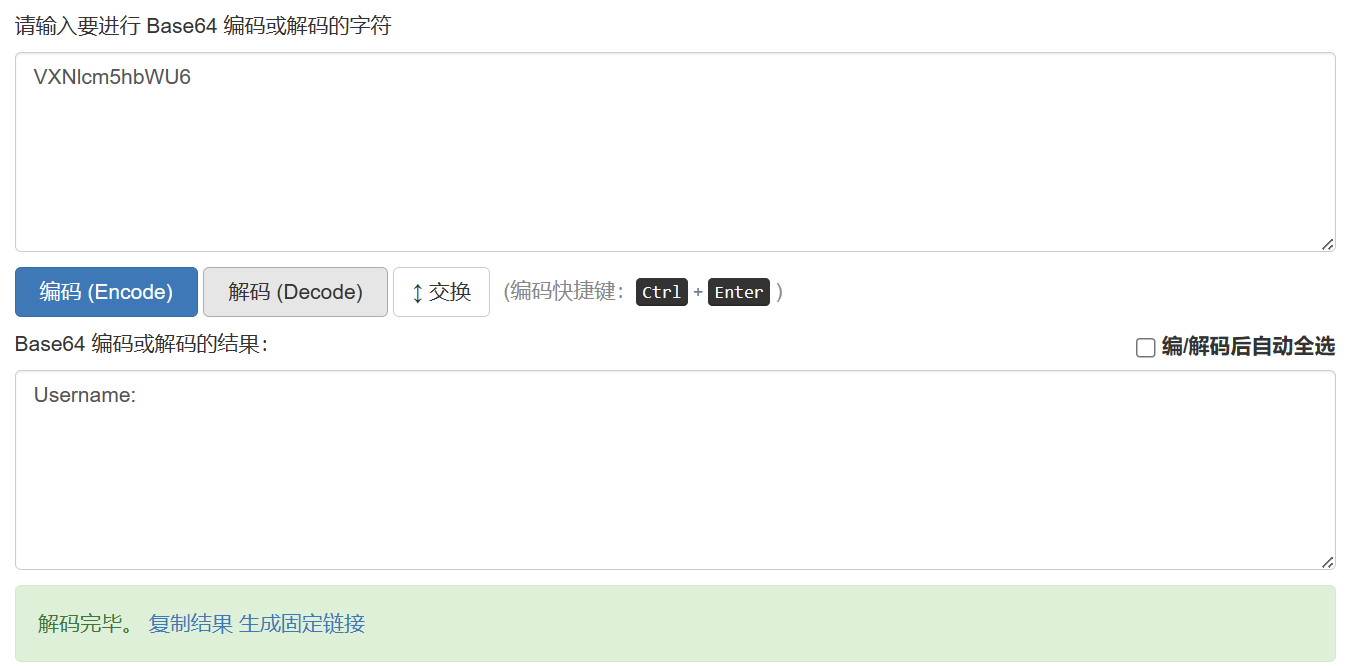 请输入要进行 Base64 编码或解码的字符
VXNlcm5hbWU6
编码 (Encode) 解码 (Decode) ↕ 交换 (编码快捷键： Ctrl + Enter )
Base64 编码或解码的结果： 编/解码后自动全选
Username:
解码完毕。 复制结果 生成固定链接